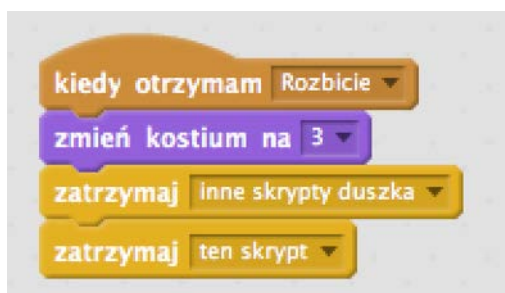 kiedy otrzymam Rozbicie
zmień kostium na 3
zatrzymaj inne skrypty duszka
zatrzymaj ten skrypt